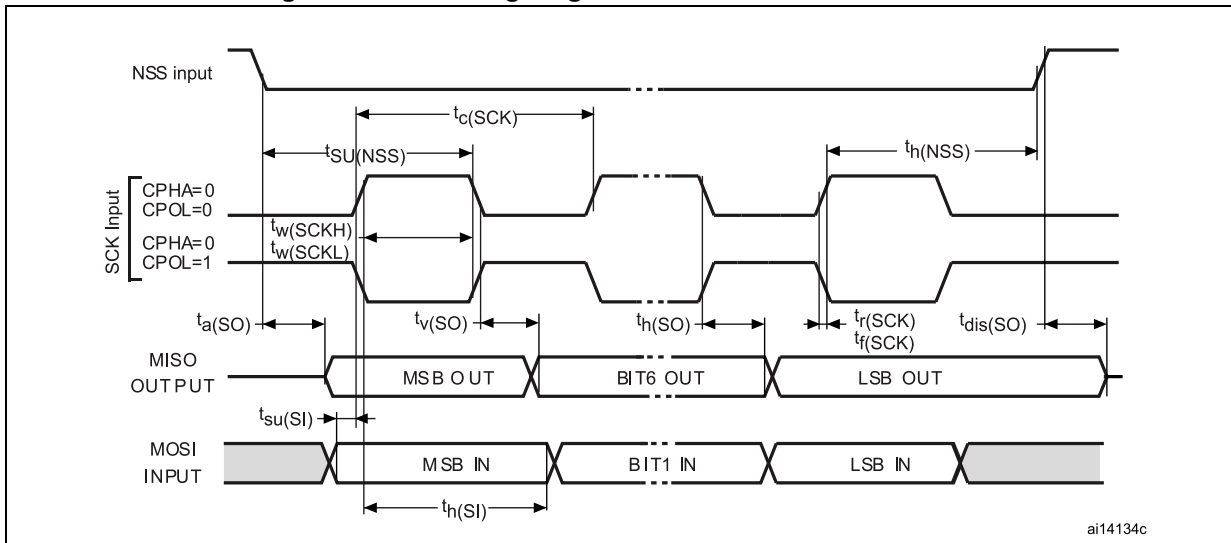 NSS input
tc(SCK)
tSU(NSS)
th(NSS)
SCK Input
CPHA=0
CPOL=0
tw(SCKH)
CPHA=0
tw(SCKL)
CPOL=1
ta(SO)
tv(SO)
th(SO)
tr(SCK)
tf(SCK)
tdis(SO)
MISO
OUTPUT
MSB OUT
BIT6 OUT
LSB OUT
tsu(SI)
MOSI
INPUT
MSB IN
BIT1 IN
LSB IN
th(SI)
ai14134c